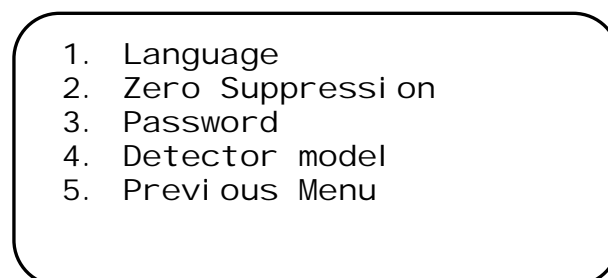 1. Language
2. Zero Suppression
3. Password
4. Detector model
5. Previous Menu